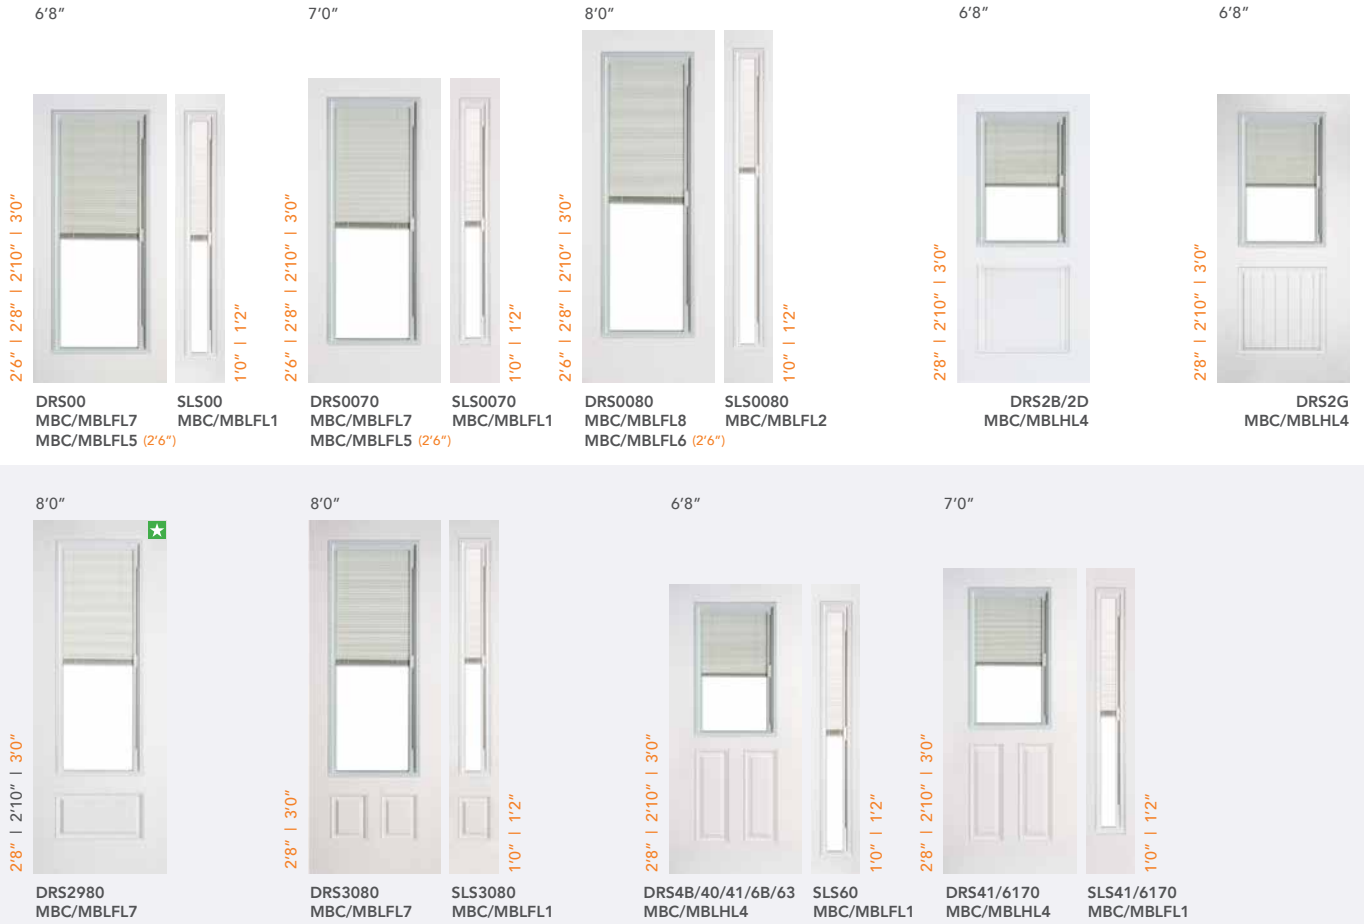 6'8"
7'0"
8'0"
6'8"
6'8"
2'6" | 2'8" | 2'10" | 3'0"
1'0" | 1'2"
2'6" | 2'8" | 2'10" | 3'0"
1'0" | 1'2"
2'6" | 2'8" | 2'10" | 3'0"
1'0" | 1'2"
2'8" | 2'10" | 3'0"
2'8" | 2'10" | 3'0"
DRS00
MBC/MBLFL7
MBC/MBLFL5 (2'6")
SLS00
MBC/MBLFL1
DRS0070
MBC/MBLFL7
MBC/MBLFL5 (2'6")
SLS0070
MBC/MBLFL1
DRS0080
MBC/MBLFL8
MBC/MBLFL6 (2'6")
SLS0080
MBC/MBLFL2
DRS2B/2D
MBC/MBLHL4
DRS2G
MBC/MBLHL4
8'0"
8'0"
6'8"
7'0"
2'8" | 2'10" | 3'0"
2'8" | 3'0"
1'0" | 1'2"
2'8" | 2'10" | 3'0"
1'0" | 1'2"
2'8" | 2'10" | 3'0"
1'0" | 1'2"
DRS2980
MBC/MBLFL7
DRS3080
MBC/MBLFL7
SLS3080
MBC/MBLFL1
DRS4B/40/41/6B/63
MBC/MBLHL4
SLS60
MBC/MBLFL1
DRS41/6170
MBC/MBLHL4
SLS41/6170
MBC/MBLFL1